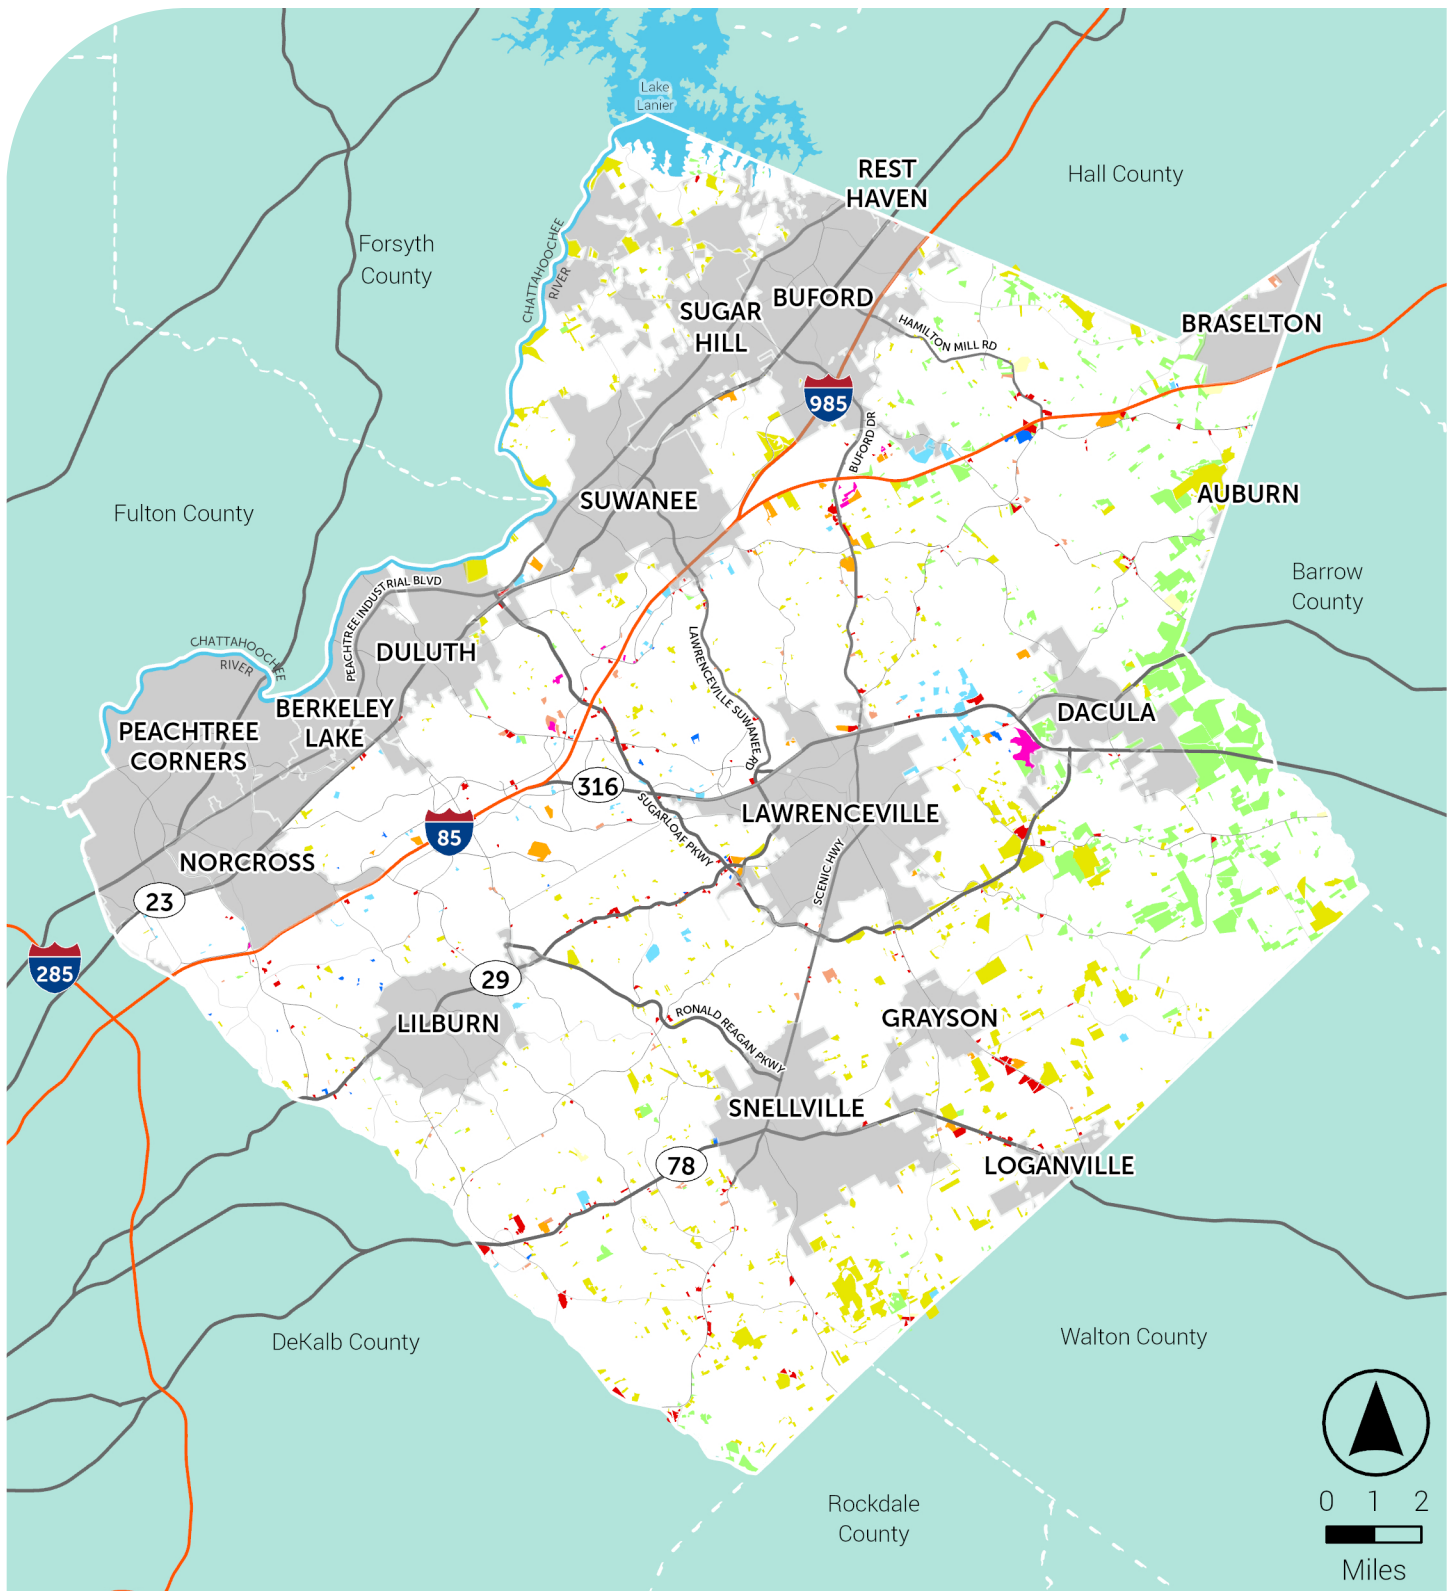 Lake
Lanier
REST
HAVEN
Hall County
Forsyth
County
CHATTAHOOCHEE
RIVER
SUGAR
HILL
BUFORD
HAMILTON MILL RD
BRASELTON
985
BUFORD DR
SUWANEE
AUBURN
Fulton County
Barrow
County
PEACHTREE INDUSTRIAL BLVD
CHATTAHOOCHEE
RIVER
DULUTH
LAWRENCEVILLE SUWANEE RD
BERKELEY
LAKE
DACULA
PEACHTREE
CORNERS
316
SUGARLOAF PKWY
LAWRENCEVILLE
85
NORCROSS
SCENIC HWY
23
285
29
LILBURN
RONALD REAGAN PKWY
GRAYSON
SNELLVILLE
78
LOGANVILLE
DeKalb County
Walton County
Rockdale
County
0 1 2
Miles